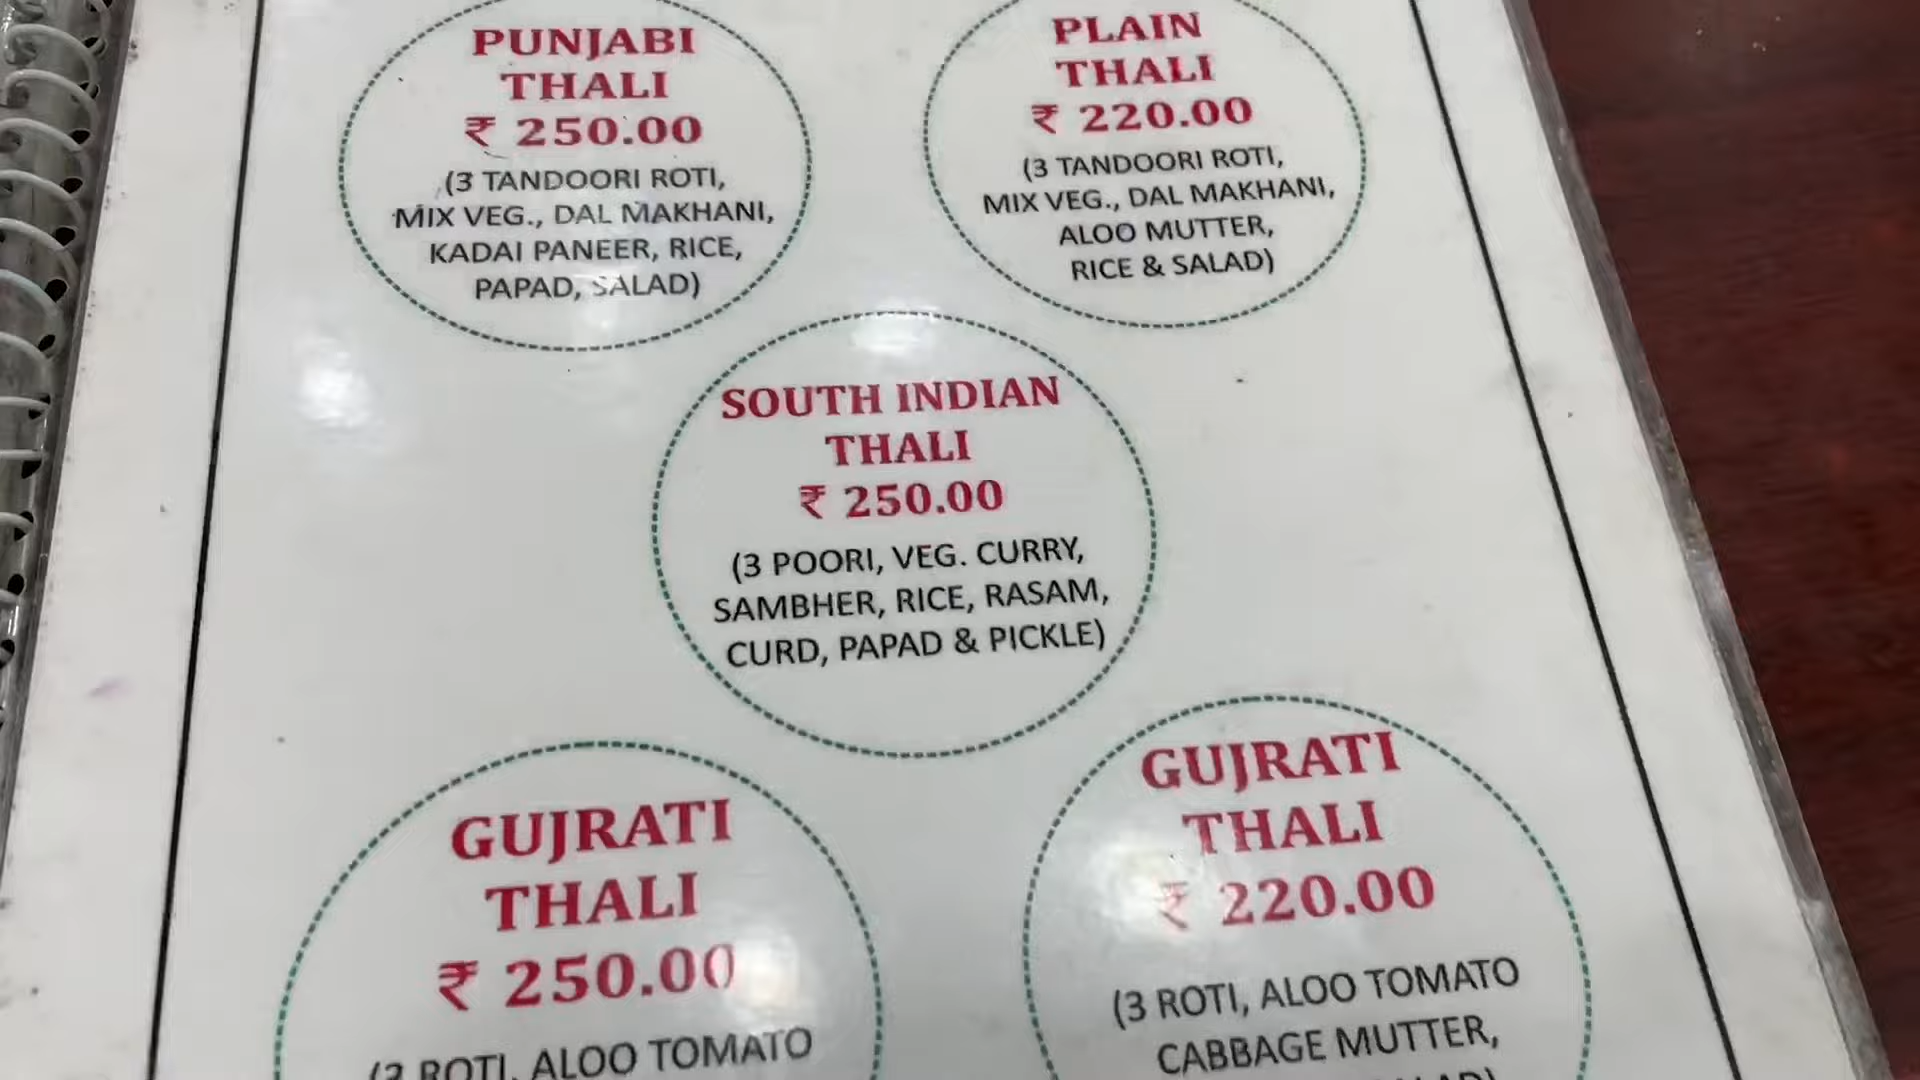 PUNJABI
THALI
₹ 250.00
(3 TANDOORI ROTI,
MIX VEG., DAL MAKHANI,
KADAI PANEER, RICE,
PAPAD, SALAD)
PLAIN
THALI
₹ 220.00
(3 TANDOORI ROTI,
MIX VEG., DAL MAKHANI,
ALOO MUTTER,
RICE & SALAD)
SOUTH INDIAN
THALI
₹ 250.00
(3 POORI, VEG. CURRY,
SAMBHER, RICE, RASAM,
CURD, PAPAD & PICKLE)
GUJRATI
THALI
₹ 250.00
(3 ROTI, ALOO TOMATO
GUJRATI
THALI
₹ 220.00
(3 ROTI, ALOO TOMATO
CABBAGE MUTTER,